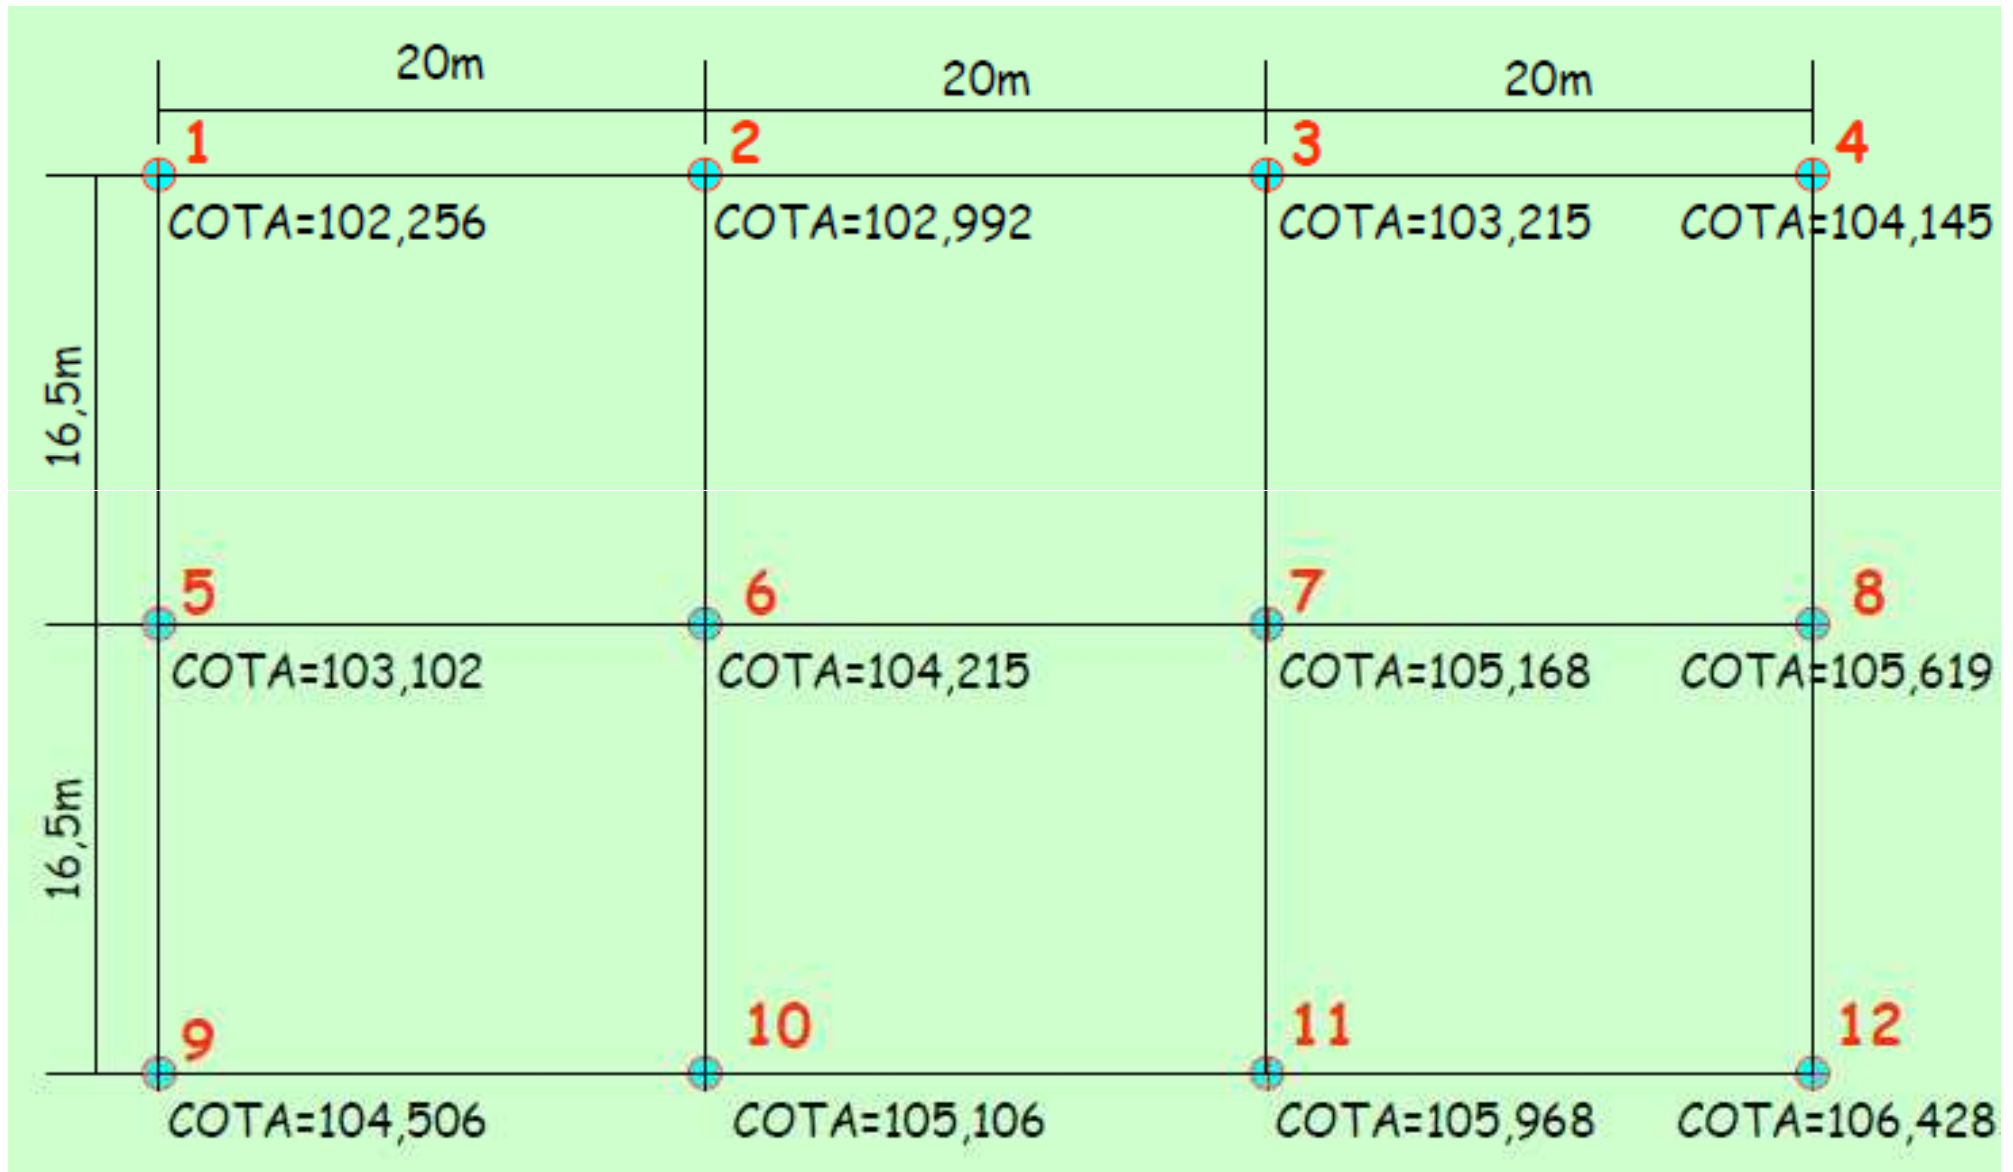 20m
20m
20m
1
2
3
4
COTA=102,256
COTA=102,992
COTA=103,215
COTA=104,145
16,5m
5
6
7
8
COTA=103,102
COTA=104,215
COTA=105,168
COTA=105,619
16,5m
9
10
11
12
COTA=104,506
COTA=105,106
COTA=105,968
COTA=106,428